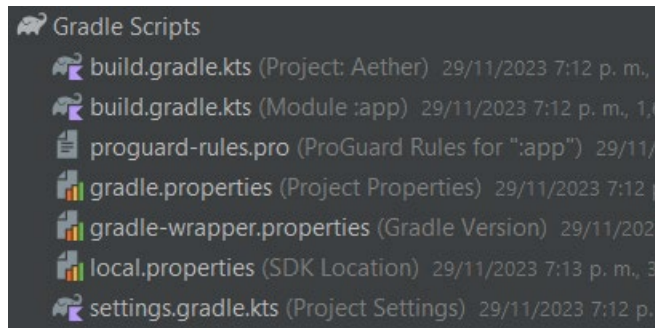 Gradle Scripts
build.gradle.kts (Project: Aether) 29/11/2023 7:12 p. m.,
build.gradle.kts (Module :app) 29/11/2023 7:12 p. m., 1,
proguard-rules.pro (ProGuard Rules for ":app") 29/11/
gradle.properties (Project Properties) 29/11/2023 7:12
gradle-wrapper.properties (Gradle Version) 29/11/202
local.properties (SDK Location) 29/11/2023 7:13 p. m., 3
settings.gradle.kts (Project Settings) 29/11/2023 7:12 p.